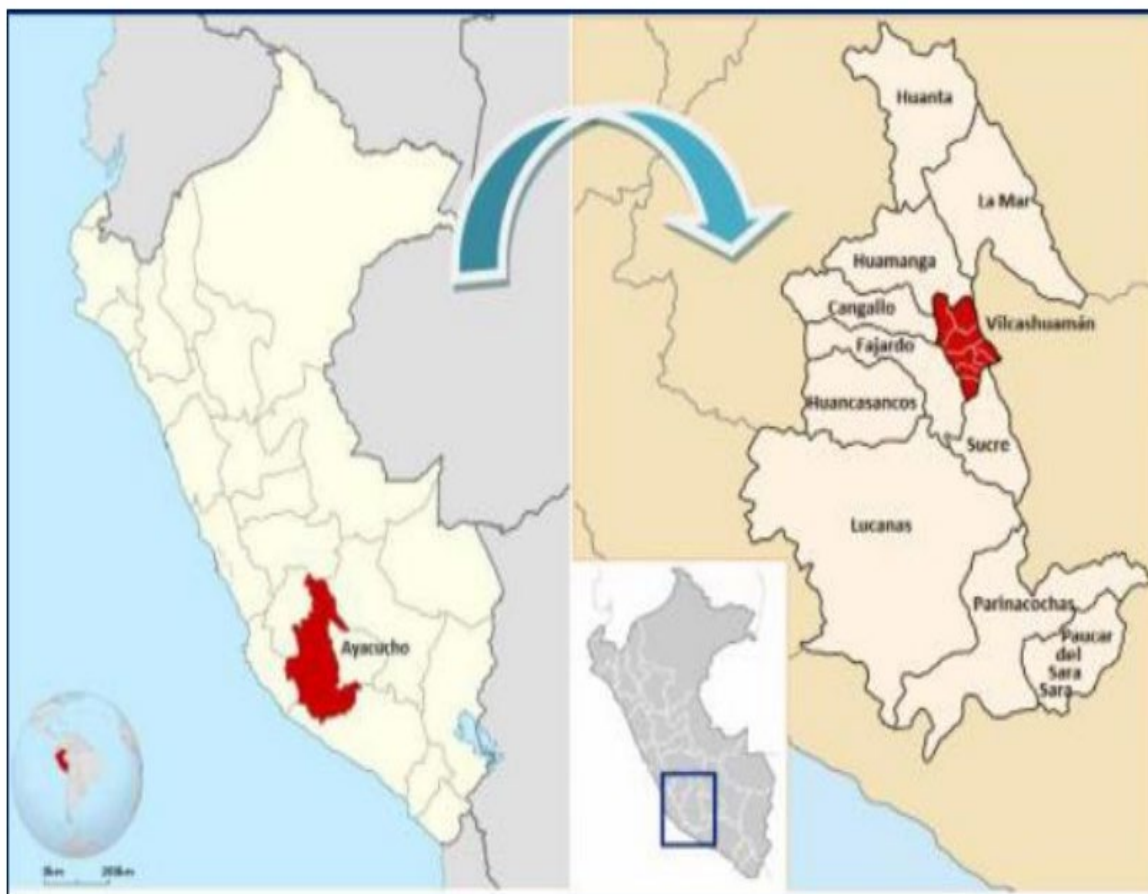 Ayacucho
Huanta
La Mar
Huamanga
Cangallo
Vilcashuamán
Fajardo
Huancasancos
Sucre
Lucanas
Parinacochas
Paucar
del
Sara
Sara